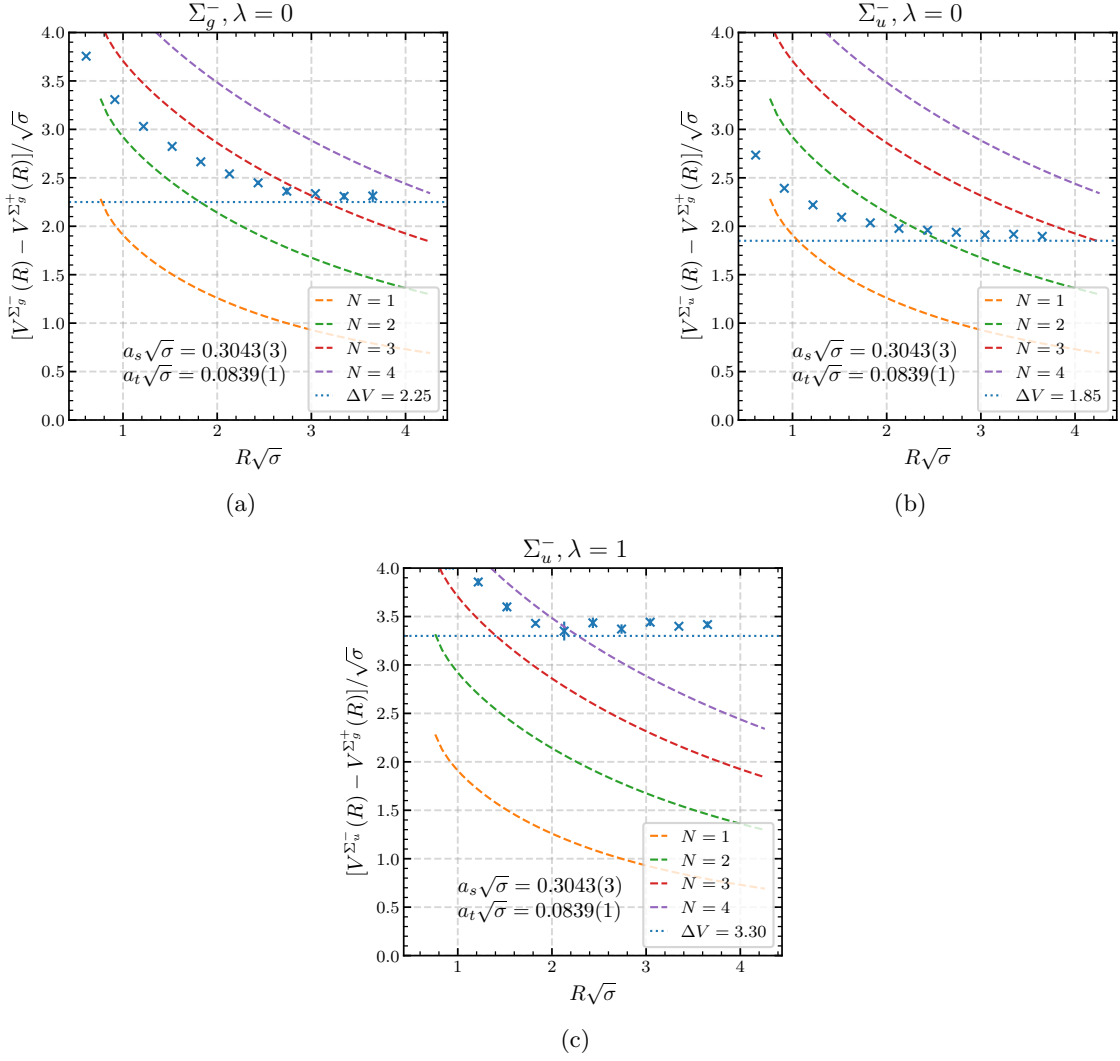 Σ_g^-, λ = 0
[V^{Σ_g^-}(R) − V^{Σ_g^+}(R)]/√σ
4.0
3.5
3.0
2.5
2.0
1.5
1.0
0.5
0.0
a_s√σ = 0.3043(3)
a_t√σ = 0.0839(1)
N = 1
N = 2
N = 3
N = 4
ΔV = 2.25
1 2 3 4
R√σ
(a)
Σ_u^-, λ = 0
[V^{Σ_u^-}(R) − V^{Σ_g^+}(R)]/√σ
4.0
3.5
3.0
2.5
2.0
1.5
1.0
0.5
0.0
a_s√σ = 0.3043(3)
a_t√σ = 0.0839(1)
N = 1
N = 2
N = 3
N = 4
ΔV = 1.85
1 2 3 4
R√σ
(b)
Σ_u^-, λ = 1
[V^{Σ_u^-}(R) − V^{Σ_g^+}(R)]/√σ
4.0
3.5
3.0
2.5
2.0
1.5
1.0
0.5
0.0
a_s√σ = 0.3043(3)
a_t√σ = 0.0839(1)
N = 1
N = 2
N = 3
N = 4
ΔV = 3.30
1 2 3 4
R√σ
(c)